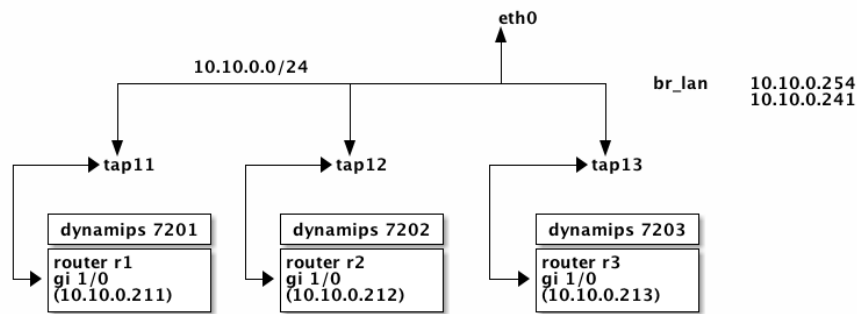 eth0
10.10.0.0/24
br_lan 10.10.0.254
10.10.0.241
tap11 tap12 tap13
dynamips 7201 dynamips 7202 dynamips 7203
router r1 router r2 router r3
gi 1/0 gi 1/0 gi 1/0
(10.10.0.211) (10.10.0.212) (10.10.0.213)